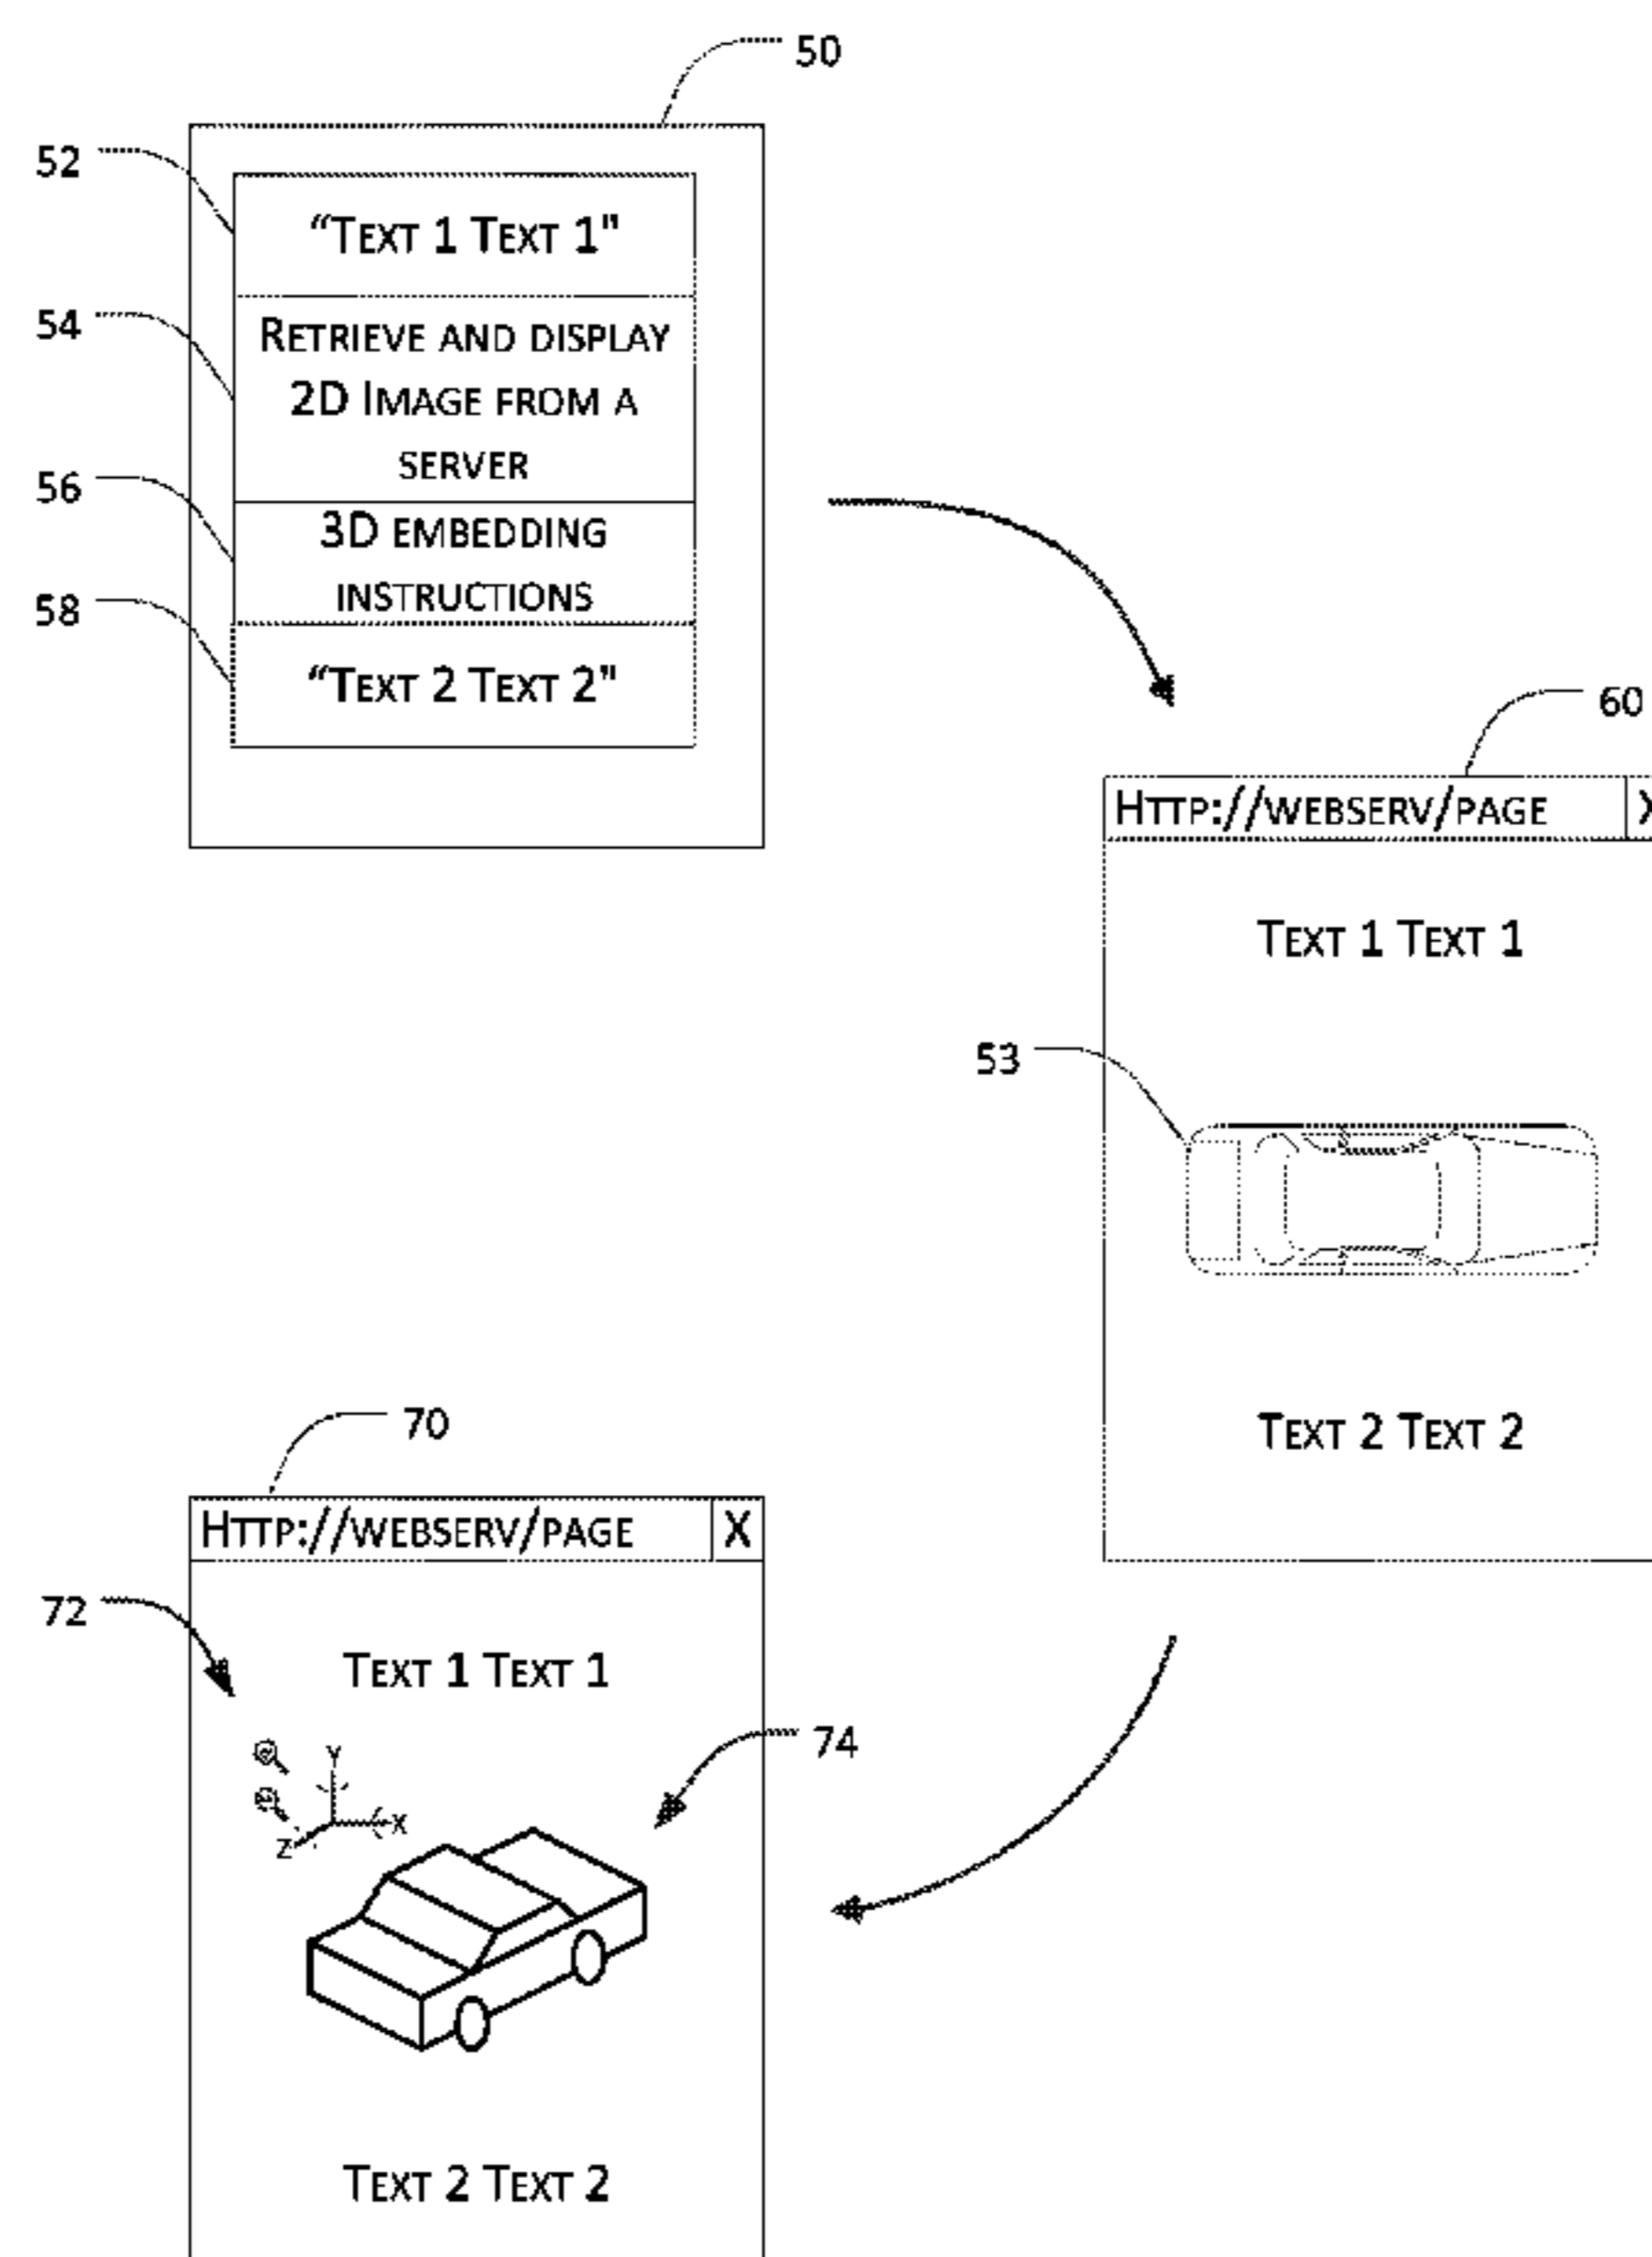 50
52
“Text 1 Text 1"
54
Retrieve and display
2D Image from a
server
56
3D embedding
instructions
58
“Text 2 Text 2"
60
Http://webserv/page X
Text 1 Text 1
53
Text 2 Text 2
70
Http://webserv/page X
72
Text 1 Text 1
74
Y
X
Z
Text 2 Text 2